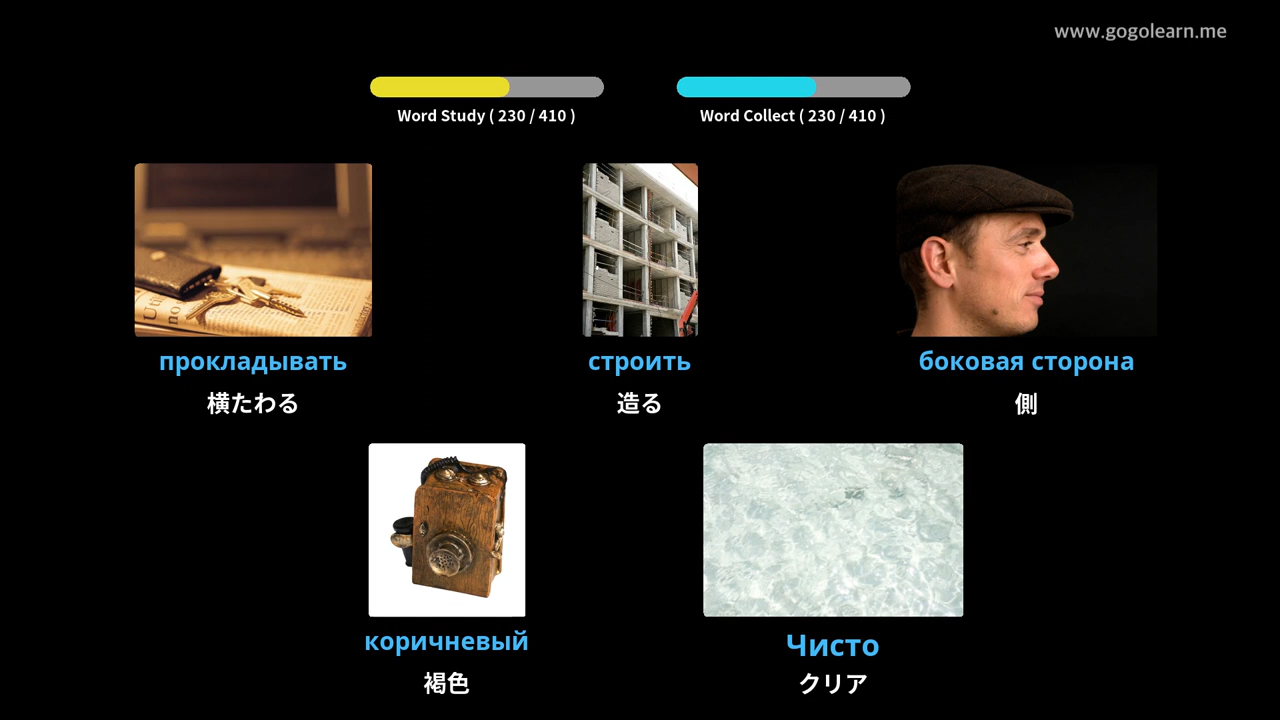 www.gogolearn.me
Word Study ( 230 / 410 )
Word Collect ( 230 / 410 )
прокладывать
строить
боковая сторона
横たわる
造る
側
коричневый
Чисто
褐色
クリア